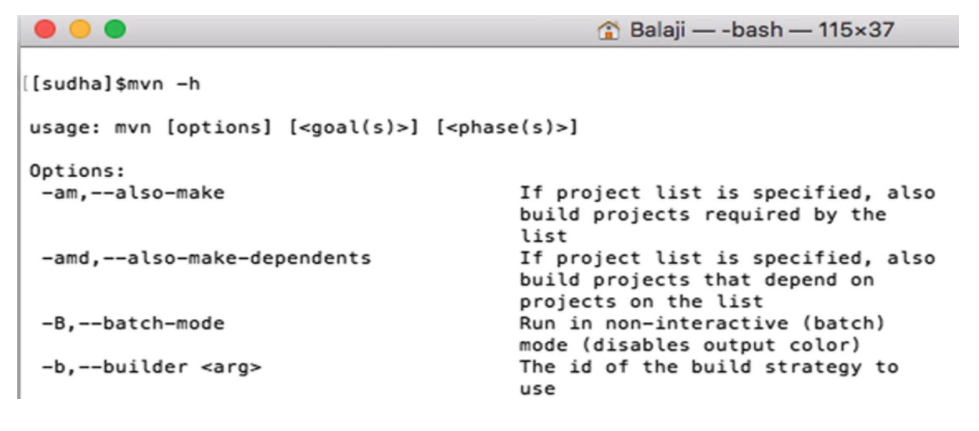 Balaji — -bash — 115×37
[[sudha]$mvn -h
usage: mvn [options] [<goal(s)>] [<phase(s)>]
Options:
-am,--also-make If project list is specified, also
build projects required by the
list
-amd,--also-make-dependents If project list is specified, also
build projects that depend on
projects on the list
-B,--batch-mode Run in non-interactive (batch)
mode (disables output color)
-b,--builder <arg> The id of the build strategy to
use